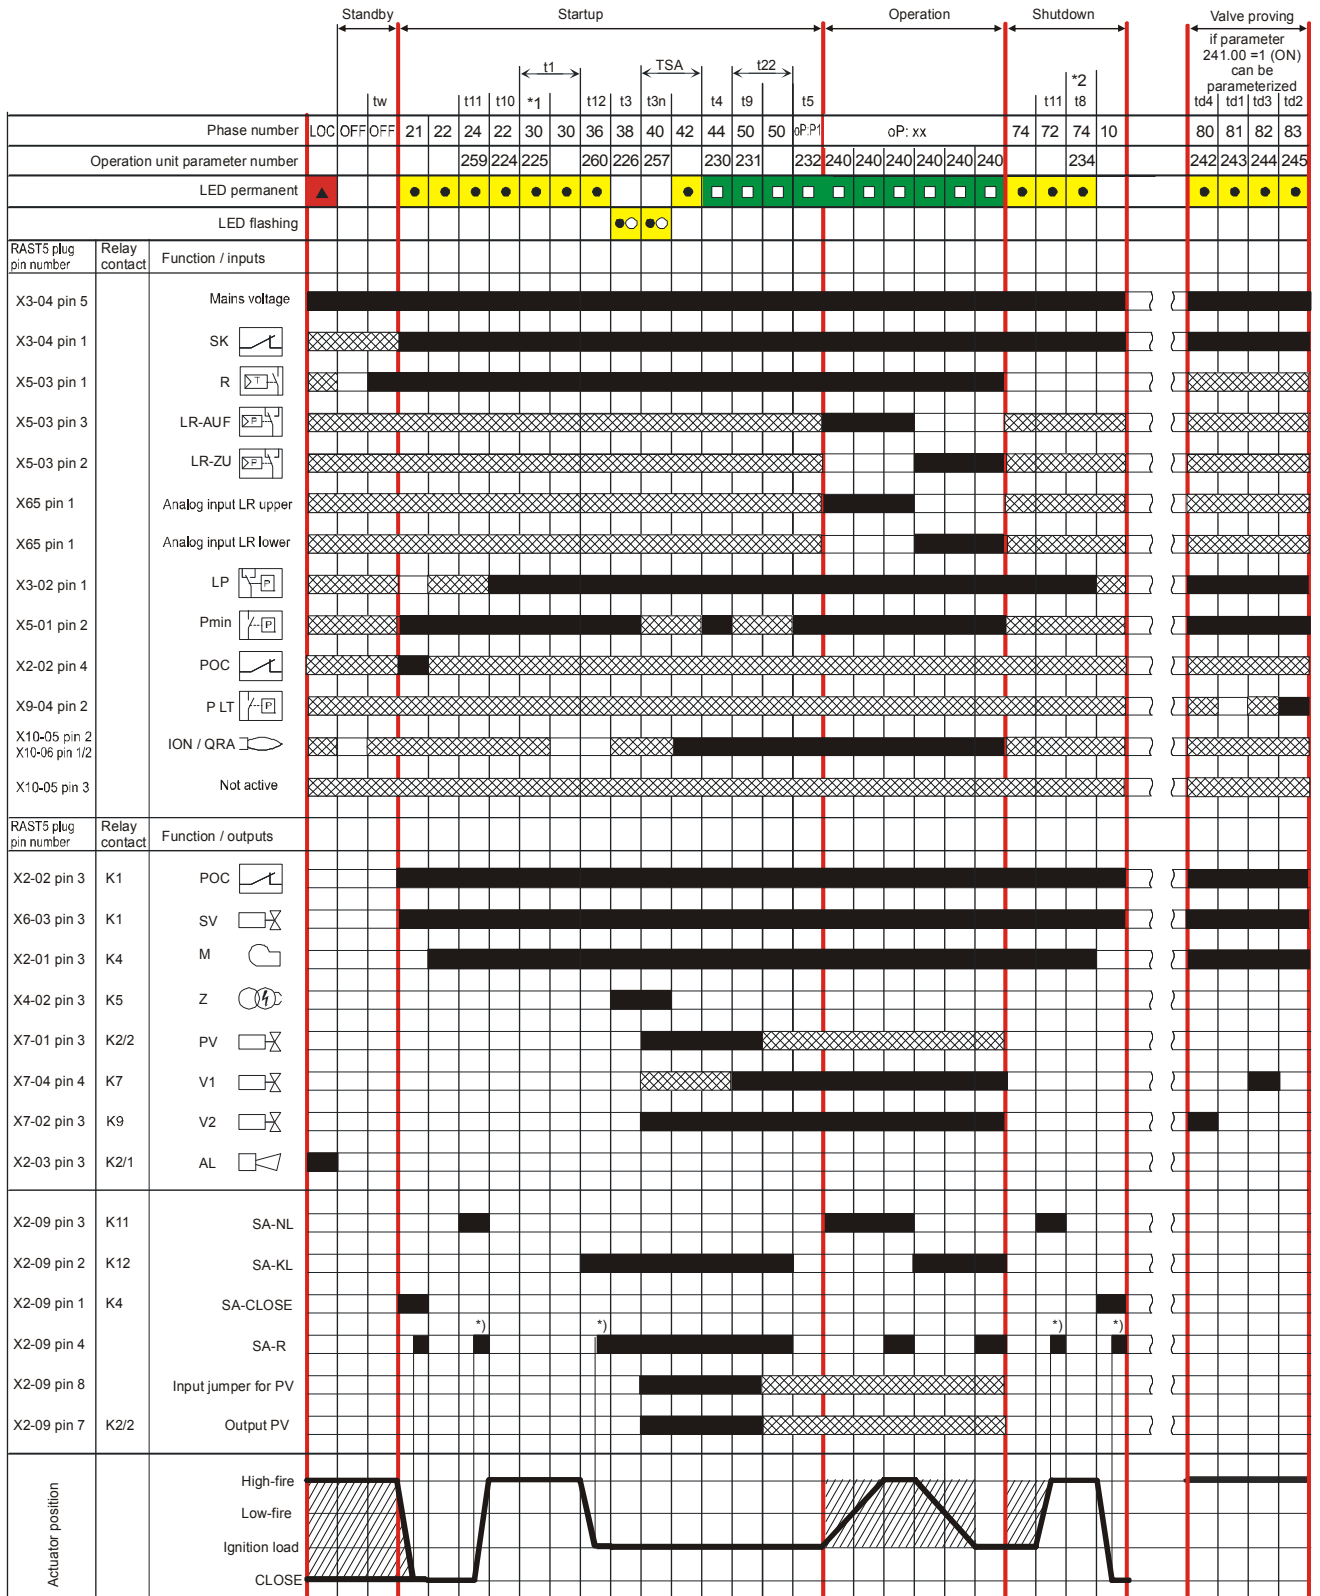 Standby Startup Operation Shutdown Valve proving
if parameter
241.00 =1 (ON)
can be
parameterized
t1 TSA t22 *2
tw t11 t10 *1 t12 t3 t3n t4 t9 t5 t11 t8 td4 td1 td3 td2
Phase number LOC OFF OFF 21 22 24 22 30 30 36 38 40 42 44 50 50 oP:P1 oP: xx 74 72 74 10 80 81 82 83
Operation unit parameter number 259 224 225 260 226 257 230 231 232 240 240 240 240 240 240 234 242 243 244 245
LED permanent
LED flashing
RAST5 plug pin number Relay contact Function / inputs
X3-04 pin 5 Mains voltage
X3-04 pin 1 SK
X5-03 pin 1 R T
X5-03 pin 3 LR-AUF P
X5-03 pin 2 LR-ZU P
X65 pin 1 Analog input LR upper
X65 pin 1 Analog input LR lower
X3-02 pin 1 LP P
X5-01 pin 2 Pmin P
X2-02 pin 4 POC
X9-04 pin 2 P LT P
X10-05 pin 2
X10-06 pin 1/2 ION / QRA
X10-05 pin 3 Not active
RAST5 plug pin number Relay contact Function / outputs
X2-02 pin 3 K1 POC
X6-03 pin 3 K1 SV
X2-01 pin 3 K4 M
X4-02 pin 3 K5 Z
X7-01 pin 3 K2/2 PV
X7-04 pin 4 K7 V1
X7-02 pin 3 K9 V2
X2-03 pin 3 K2/1 AL
X2-09 pin 3 K11 SA-NL
X2-09 pin 2 K12 SA-KL
X2-09 pin 1 K4 SA-CLOSE
*) *) *) *)
X2-09 pin 4 SA-R
X2-09 pin 8 Input jumper for PV
X2-09 pin 7 K2/2 Output PV
Actuator position
High-fire
Low-fire
Ignition load
CLOSE